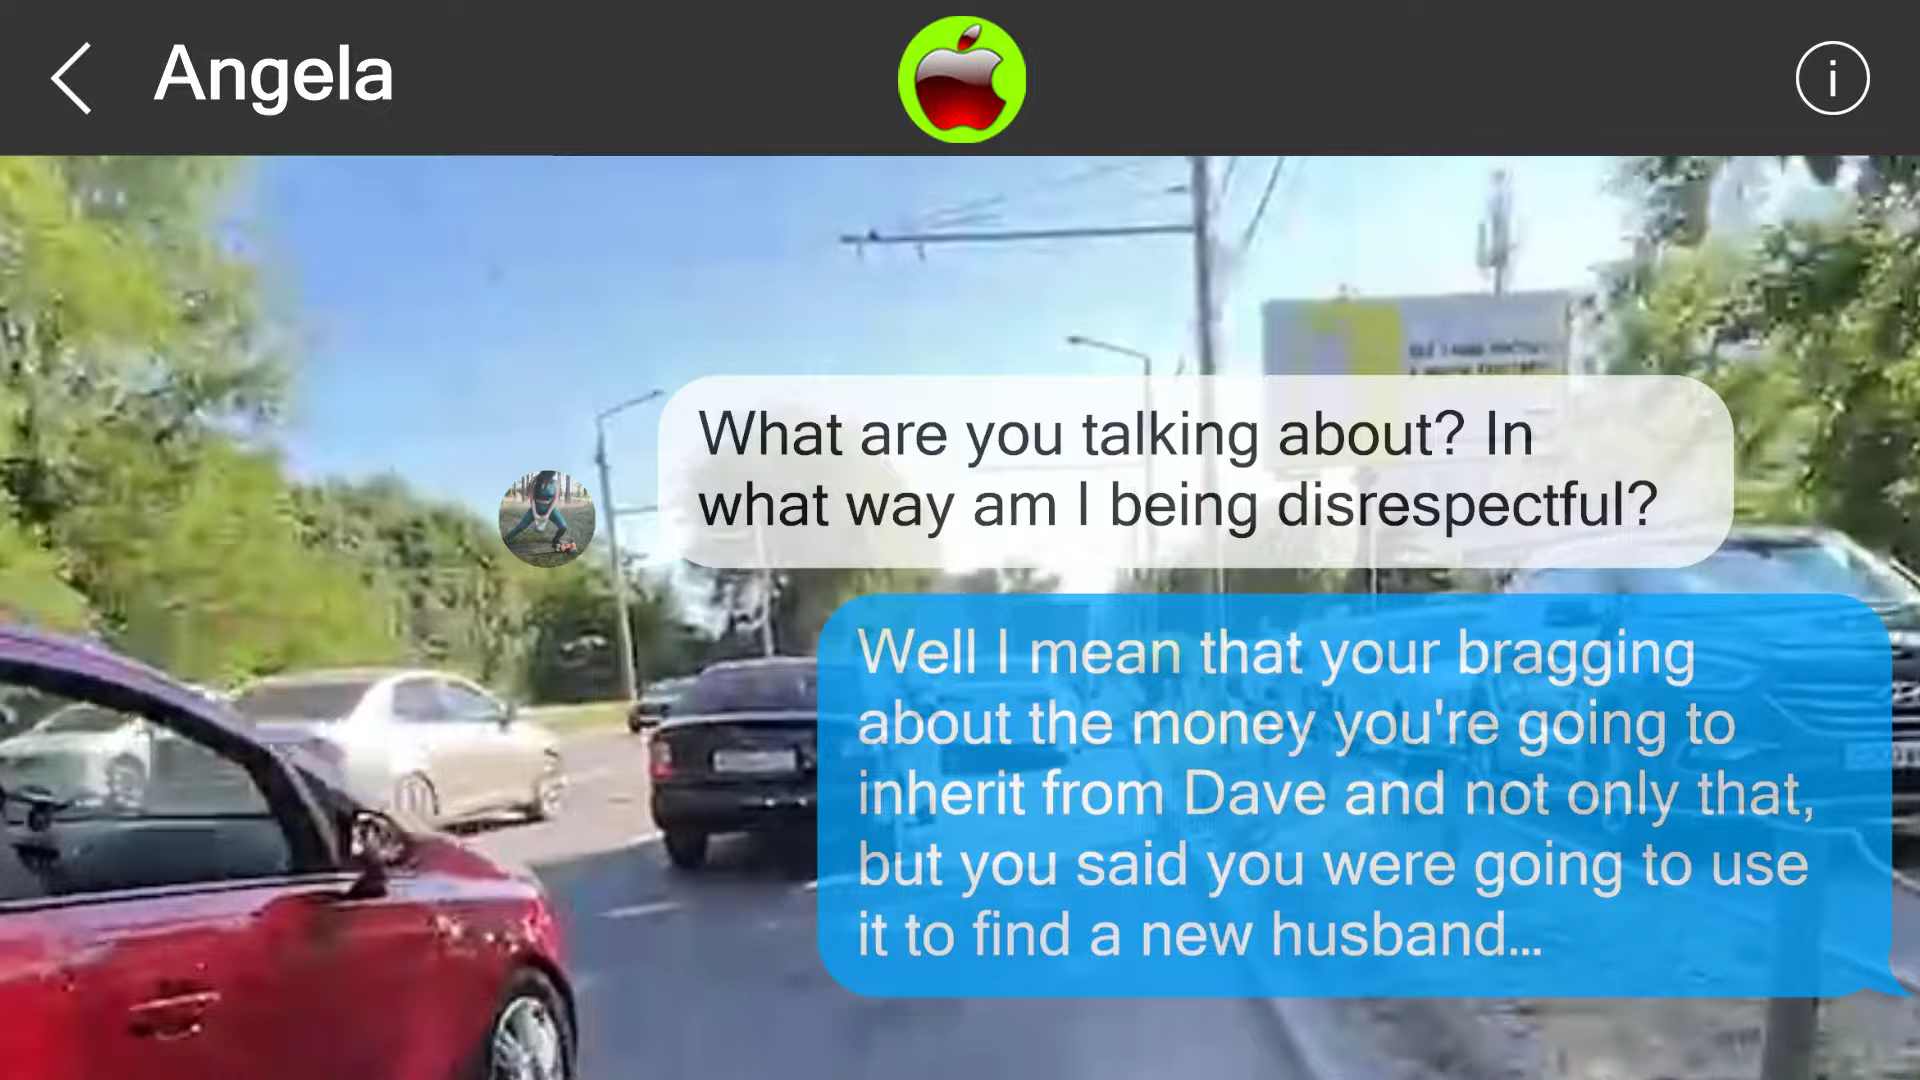 Angela
What are you talking about? In
what way am I being disrespectful?
Well I mean that your bragging
about the money you're going to
inherit from Dave and not only that,
but you said you were going to use
it to find a new husband...